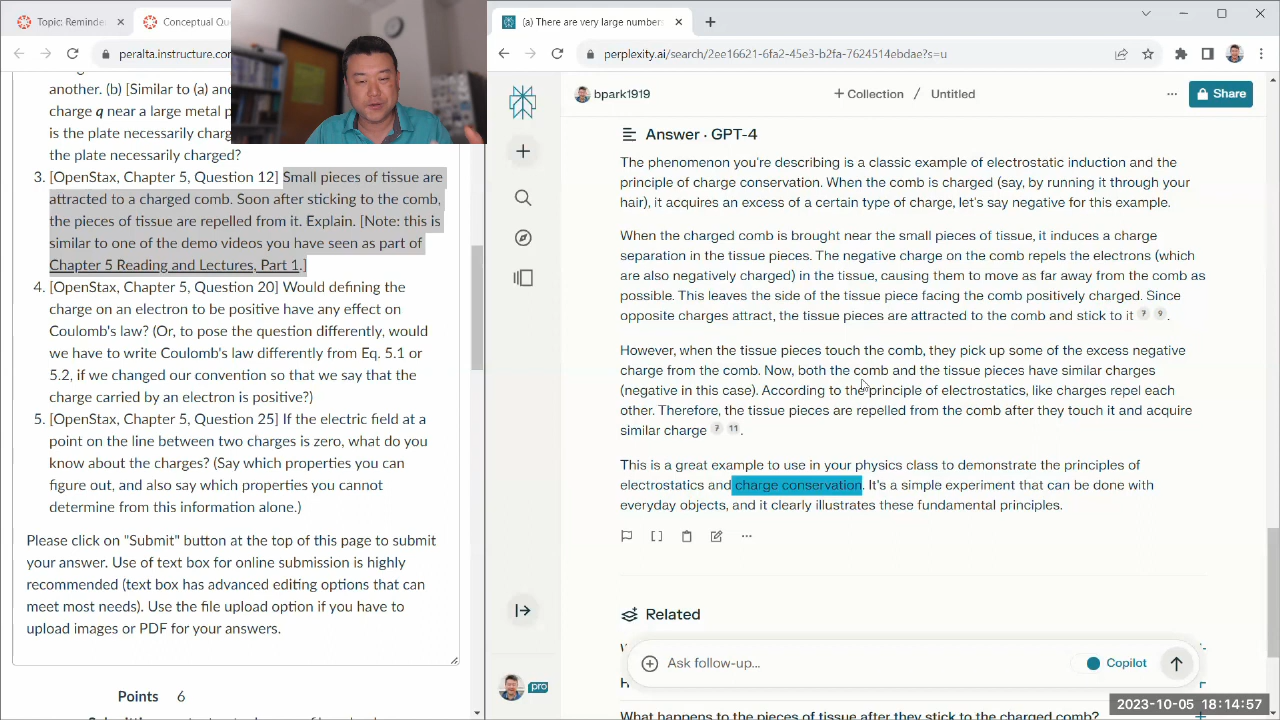 Topic: Reminders
Conceptual Qu
peralta.instructure.co
another. (b) [Similar to (a) and
charge q near a large metal p
is the plate necessarily charg
the plate necessarily charged?
3. [OpenStax, Chapter 5, Question 12] Small pieces of tissue are
attracted to a charged comb. Soon after sticking to the comb,
the pieces of tissue are repelled from it. Explain. [Note: this is
similar to one of the demo videos you have seen as part of
Chapter 5 Reading and Lectures, Part 1.]
4. [OpenStax, Chapter 5, Question 20] Would defining the
charge on an electron to be positive have any effect on
Coulomb's law? (Or, to pose the question differently, would
we have to write Coulomb's law differently from Eq. 5.1 or
5.2, if we changed our convention so that we say that the
charge carried by an electron is positive?)
5. [OpenStax, Chapter 5, Question 25] If the electric field at a
point on the line between two charges is zero, what do you
know about the charges? (Say which properties you can
figure out, and also say which properties you cannot
determine from this information alone.)
Please click on "Submit" button at the top of this page to submit
your answer. Use of text box for online submission is highly
recommended (text box has advanced editing options that can
meet most needs). Use the file upload option if you have to
upload images or PDF for your answers.
Points 6
(a) There are very large number
perplexity.ai/search/2ee16621-6fa2-45e3-b2fa-7624514ebdae?s=u
bpark1919
Collection / Untitled
Share
Answer · GPT-4
The phenomenon you're describing is a classic example of electrostatic induction and the
principle of charge conservation. When the comb is charged (say, by running it through your
hair), it acquires an excess of a certain type of charge, let's say negative for this example.
When the charged comb is brought near the small pieces of tissue, it induces a charge
separation in the tissue pieces. The negative charge on the comb repels the electrons (which
are also negatively charged) in the tissue, causing them to move as far away from the comb as
possible. This leaves the side of the tissue piece facing the comb positively charged. Since
opposite charges attract, the tissue pieces are attracted to the comb and stick to it ? 9 .
However, when the tissue pieces touch the comb, they pick up some of the excess negative
charge from the comb. Now, both the comb and the tissue pieces have similar charges
(negative in this case). According to the principle of electrostatics, like charges repel each
other. Therefore, the tissue pieces are repelled from the comb after they touch it and acquire
similar charge ? 11 .
This is a great example to use in your physics class to demonstrate the principles of
electrostatics and charge conservation. It's a simple experiment that can be done with
everyday objects, and it clearly illustrates these fundamental principles.
Related
Ask follow-up...
Copilot
pro
What happens to the pieces of tissue after they stick to the charged comb?
2023-10-05 18:14:57